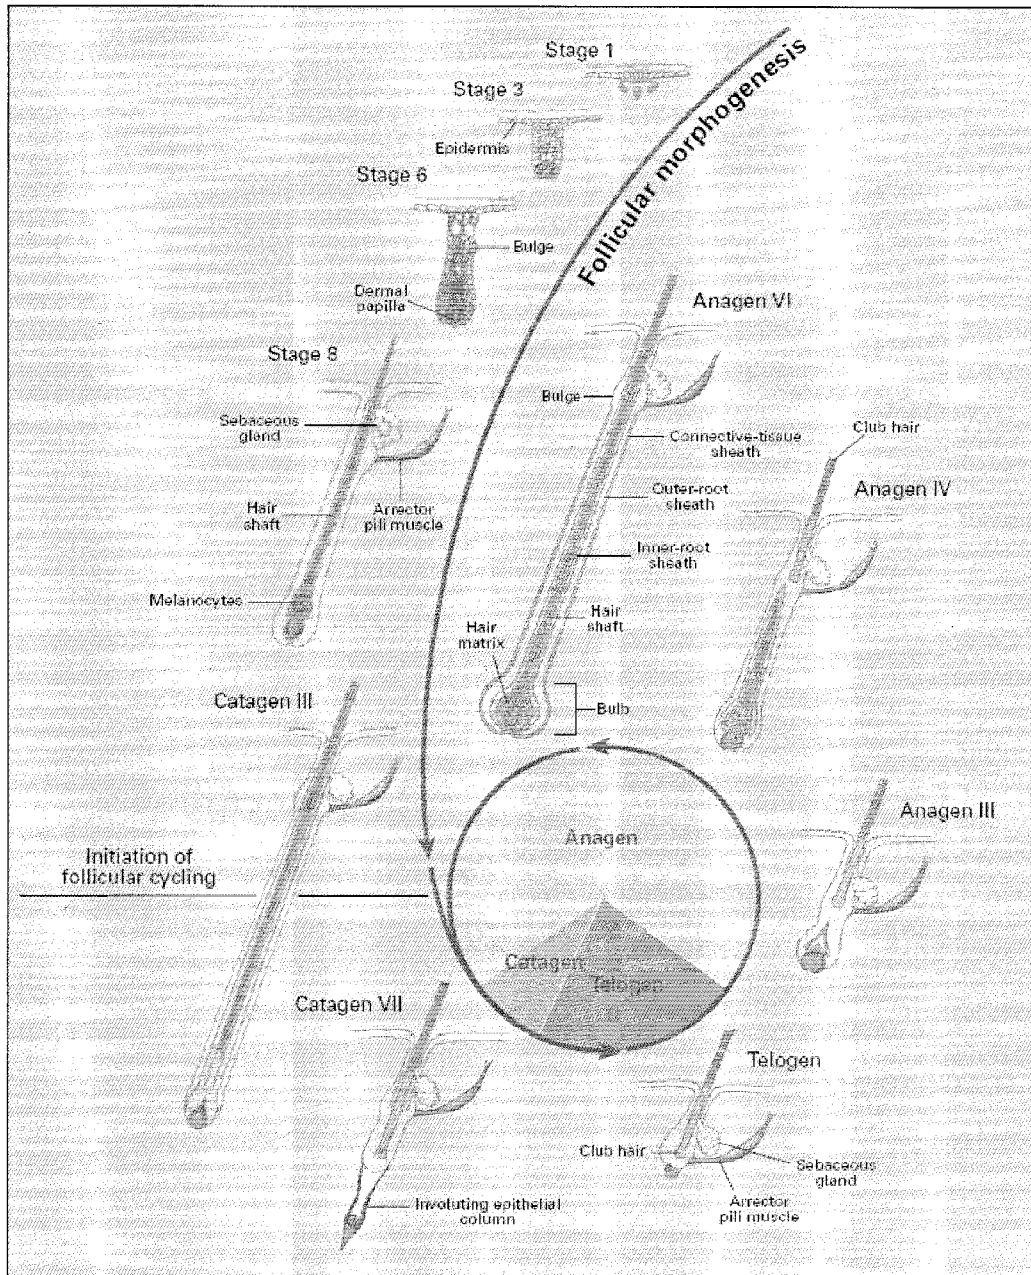 Stage 1
Stage 3
Epidermis
Stage 6
Bulge
Dermal
papilla
Follicular morphogenesis
Stage 8
Sebaceous
gland
Hair
shaft
Arrector
pili muscle
Melanocytes
Anagen VI
Bulge
Connective-tissue
sheath
Outer-root
sheath
Inner-root
sheath
Hair
shaft
Hair
matrix
Bulb
Club hair
Anagen IV
Catagen III
Initiation of
follicular cycling
Anagen
Catagen
Telogen
Anagen III
Catagen VII
Involuting epithelial
column
Telogen
Club hair
Sebaceous
gland
Arrector
pili muscle